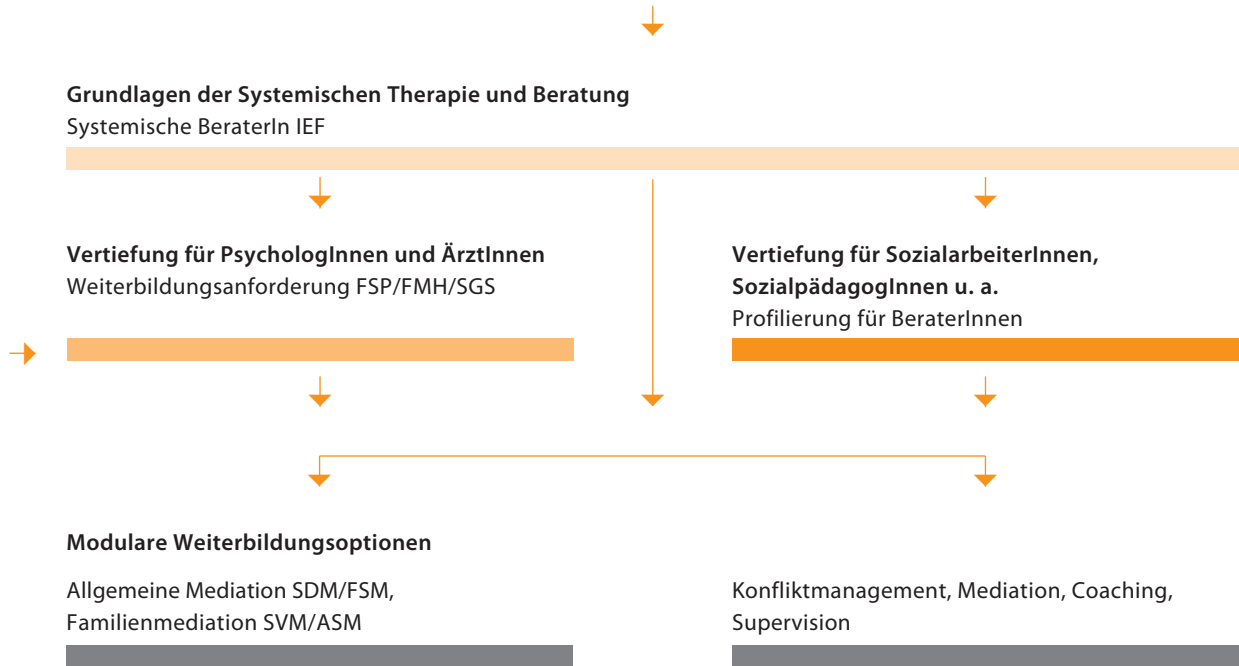 Grundlagen der Systemischen Therapie und Beratung
Systemische BeraterIn IEF
Vertiefung für PsychologInnen und ÄrztInnen
Weiterbildungsanforderung FSP/FMH/SGS
Vertiefung für SozialarbeiterInnen,
SozialpädagogInnen u. a.
Profilierung für BeraterInnen
Modulare Weiterbildungsoptionen
Allgemeine Mediation SDM/FSM,
Familienmediation SVM/ASM
Konfliktmanagement, Mediation, Coaching,
Supervision